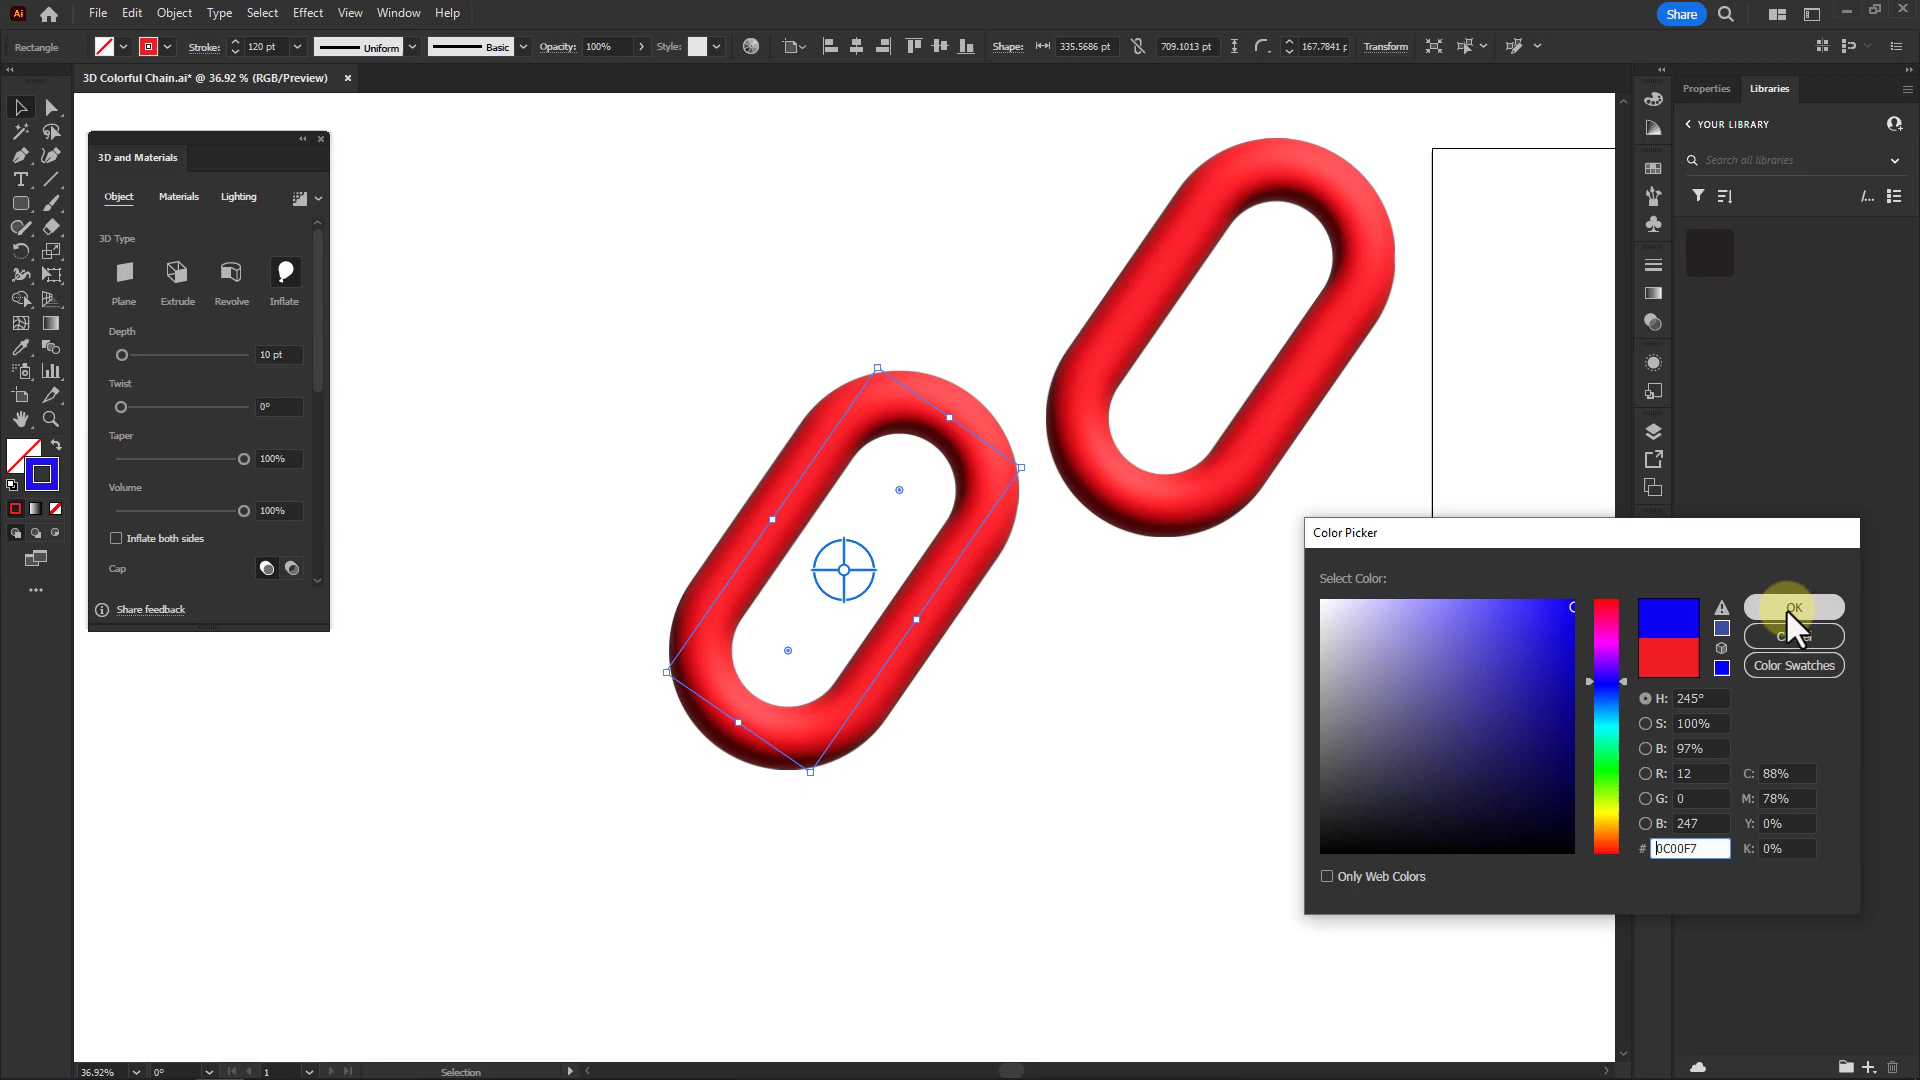 Ai File Edit Object Type Select Effect View Window Help Share
Rectangle Stroke: 120 pt Uniform Basic Opacity: 100% Style: Shape: 335.5686 pt 709.1013 pt 167.7841 p Transform
3D Colorful Chain.ai* @ 36.92 % (RGB/Preview)
Properties Libraries
YOUR LIBRARY
Search all libraries
3D and Materials
Object Materials Lighting
3D Type
Plane Extrude Revolve Inflate
Depth
10 pt
Twist
0°
Taper
100%
Volume
100%
Inflate both sides
Cap
Share feedback
Color Picker
Select Color:
OK
Color Swatches
H: 245°
S: 100%
B: 97%
R: 12 C: 88%
G: 0 M: 78%
B: 247 Y: 0%
# 0C00F7 K: 0%
Only Web Colors
36.92% 0° 1 Selection